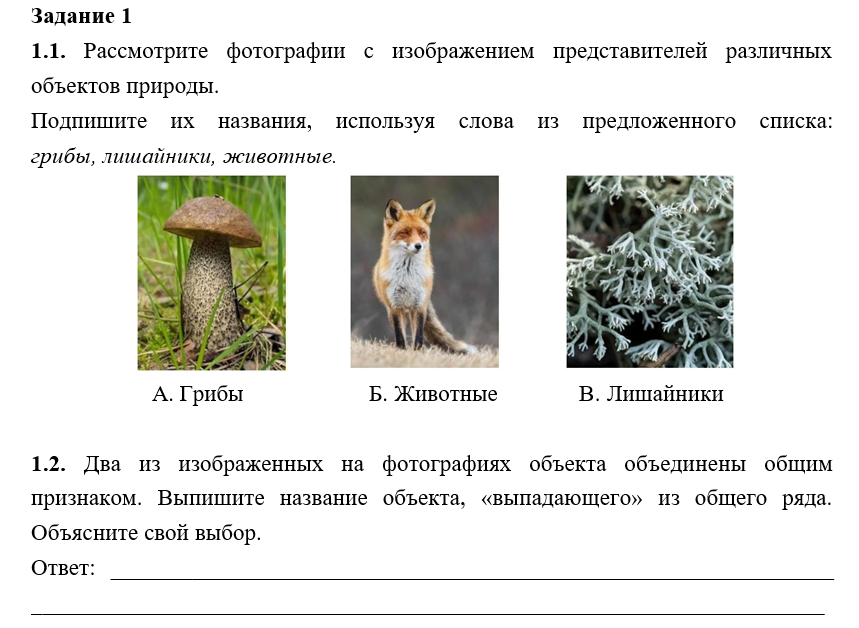 Задание 1
1.1. Рассмотрите фотографии с изображением представителей различных
объектов природы.
Подпишите их названия, используя слова из предложенного списка:
грибы, лишайники, животные.
А. Грибы Б. Животные В. Лишайники
1.2. Два из изображенных на фотографиях объекта объединены общим
признаком. Выпишите название объекта, «выпадающего» из общего ряда.
Объясните свой выбор.
Ответ: